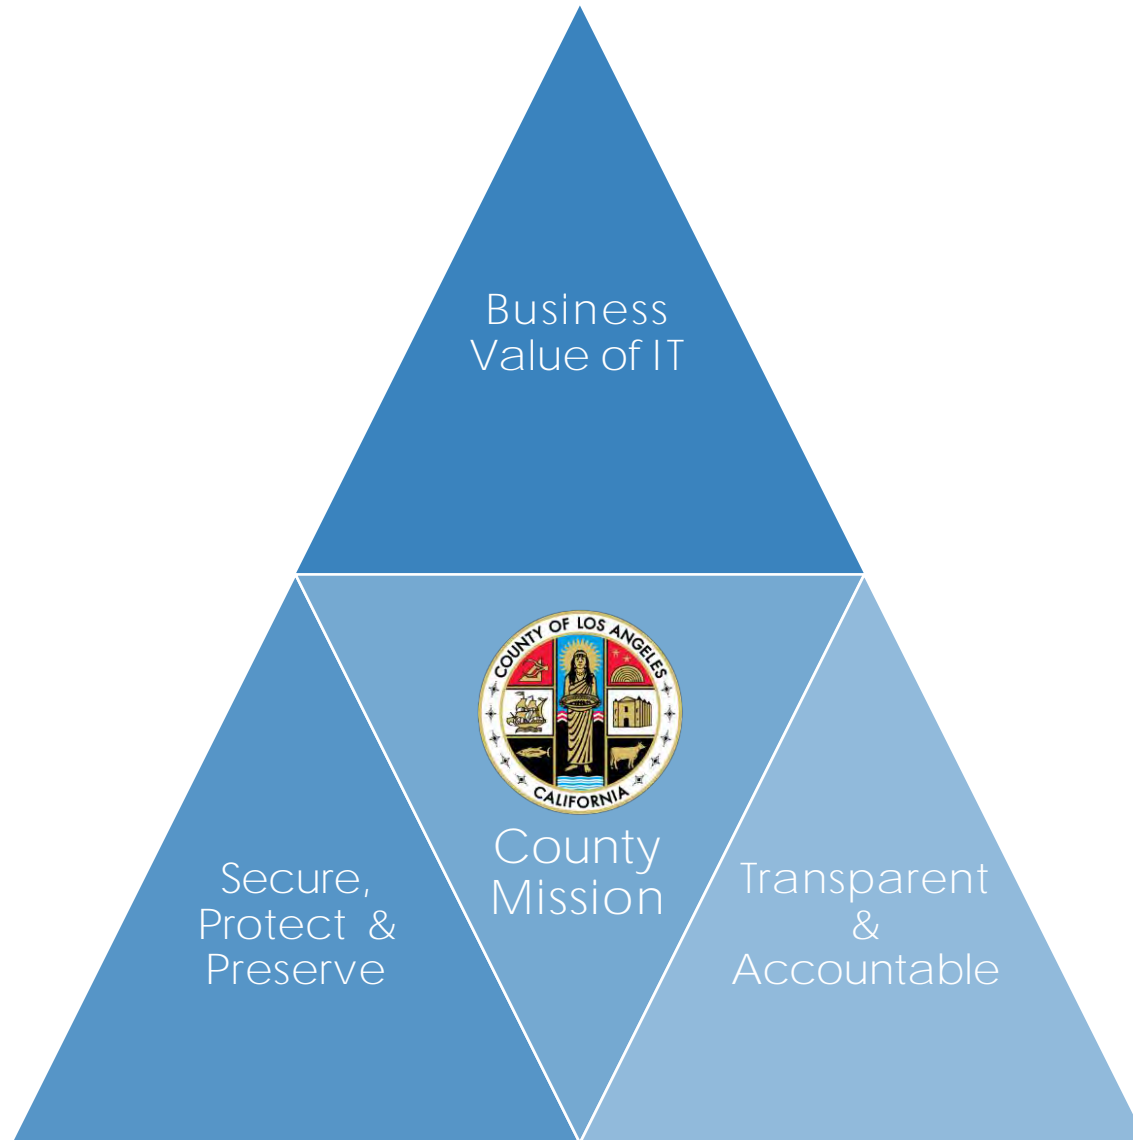 Business
Value of IT
COUNTY OF LOS ANGELES
CALIFORNIA
County
Mission
Secure,
Protect &
Preserve
Transparent
&
Accountable